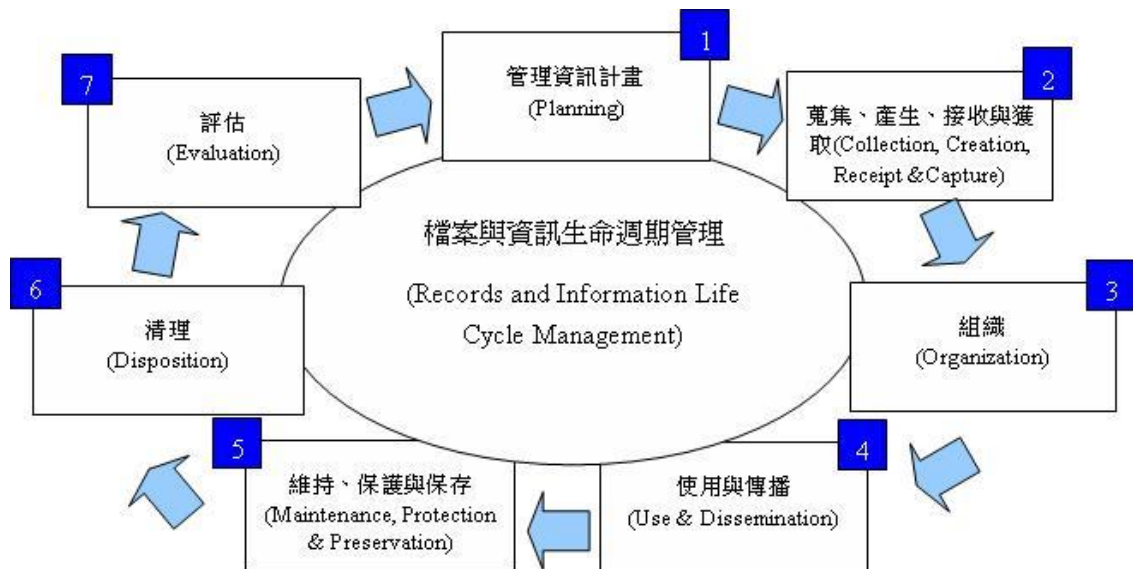 1
管理資訊計畫
(Planning)
2
蒐集、產生、接收與獲
取(Collection, Creation,
Receipt &Capture)
3
組織
(Organization)
4
使用與傳播
(Use & Dissemination)
5
維持、保護與保存
(Maintenance, Protection
& Preservation)
6
清理
(Disposition)
7
評估
(Evaluation)
檔案與資訊生命週期管理
(Records and Information Life
Cycle Management)